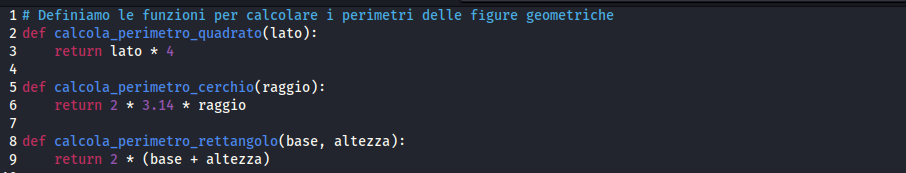 1 # Definiamo le funzioni per calcolare i perimetri delle figure geometriche
2 def calcola_perimetro_quadrato(lato):
3     return lato * 4
4
5 def calcola_perimetro_cerchio(raggio):
6     return 2 * 3.14 * raggio
7
8 def calcola_perimetro_rettangolo(base, altezza):
9     return 2 * (base + altezza)